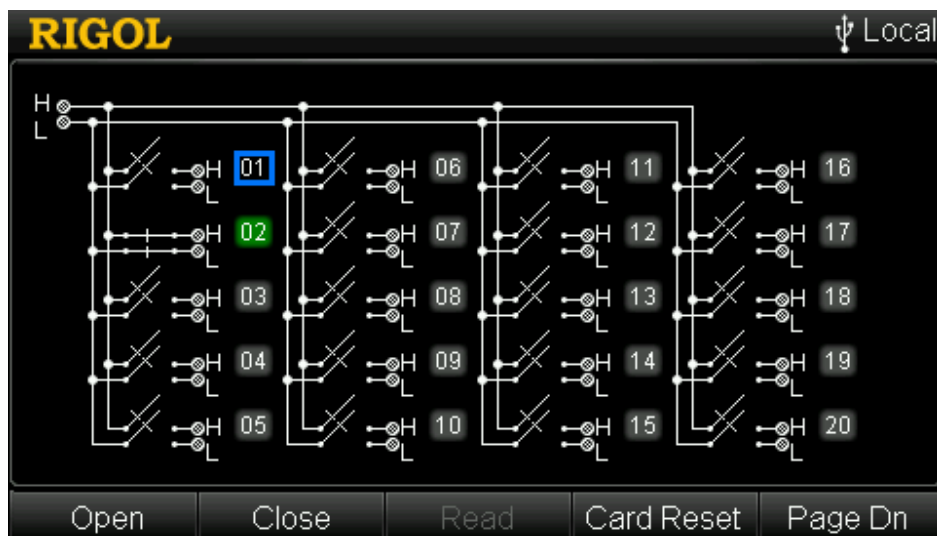 RIGOL Local
H
L
H 01 H 06 H 11 H 16
L L L L
H 02 H 07 H 12 H 17
L L L L
H 03 H 08 H 13 H 18
L L L L
H 04 H 09 H 14 H 19
L L L L
H 05 H 10 H 15 H 20
L L L L
Open Close Read Card Reset Page Dn